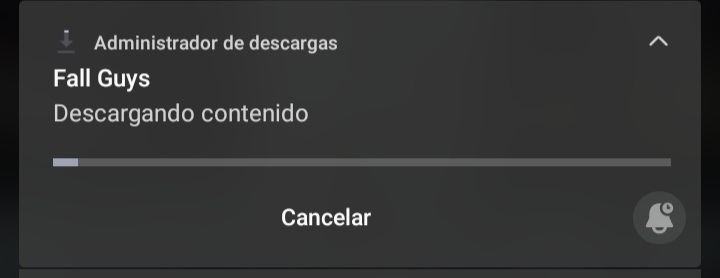 Administrador de descargas
Fall Guys
Descargando contenido
Cancelar